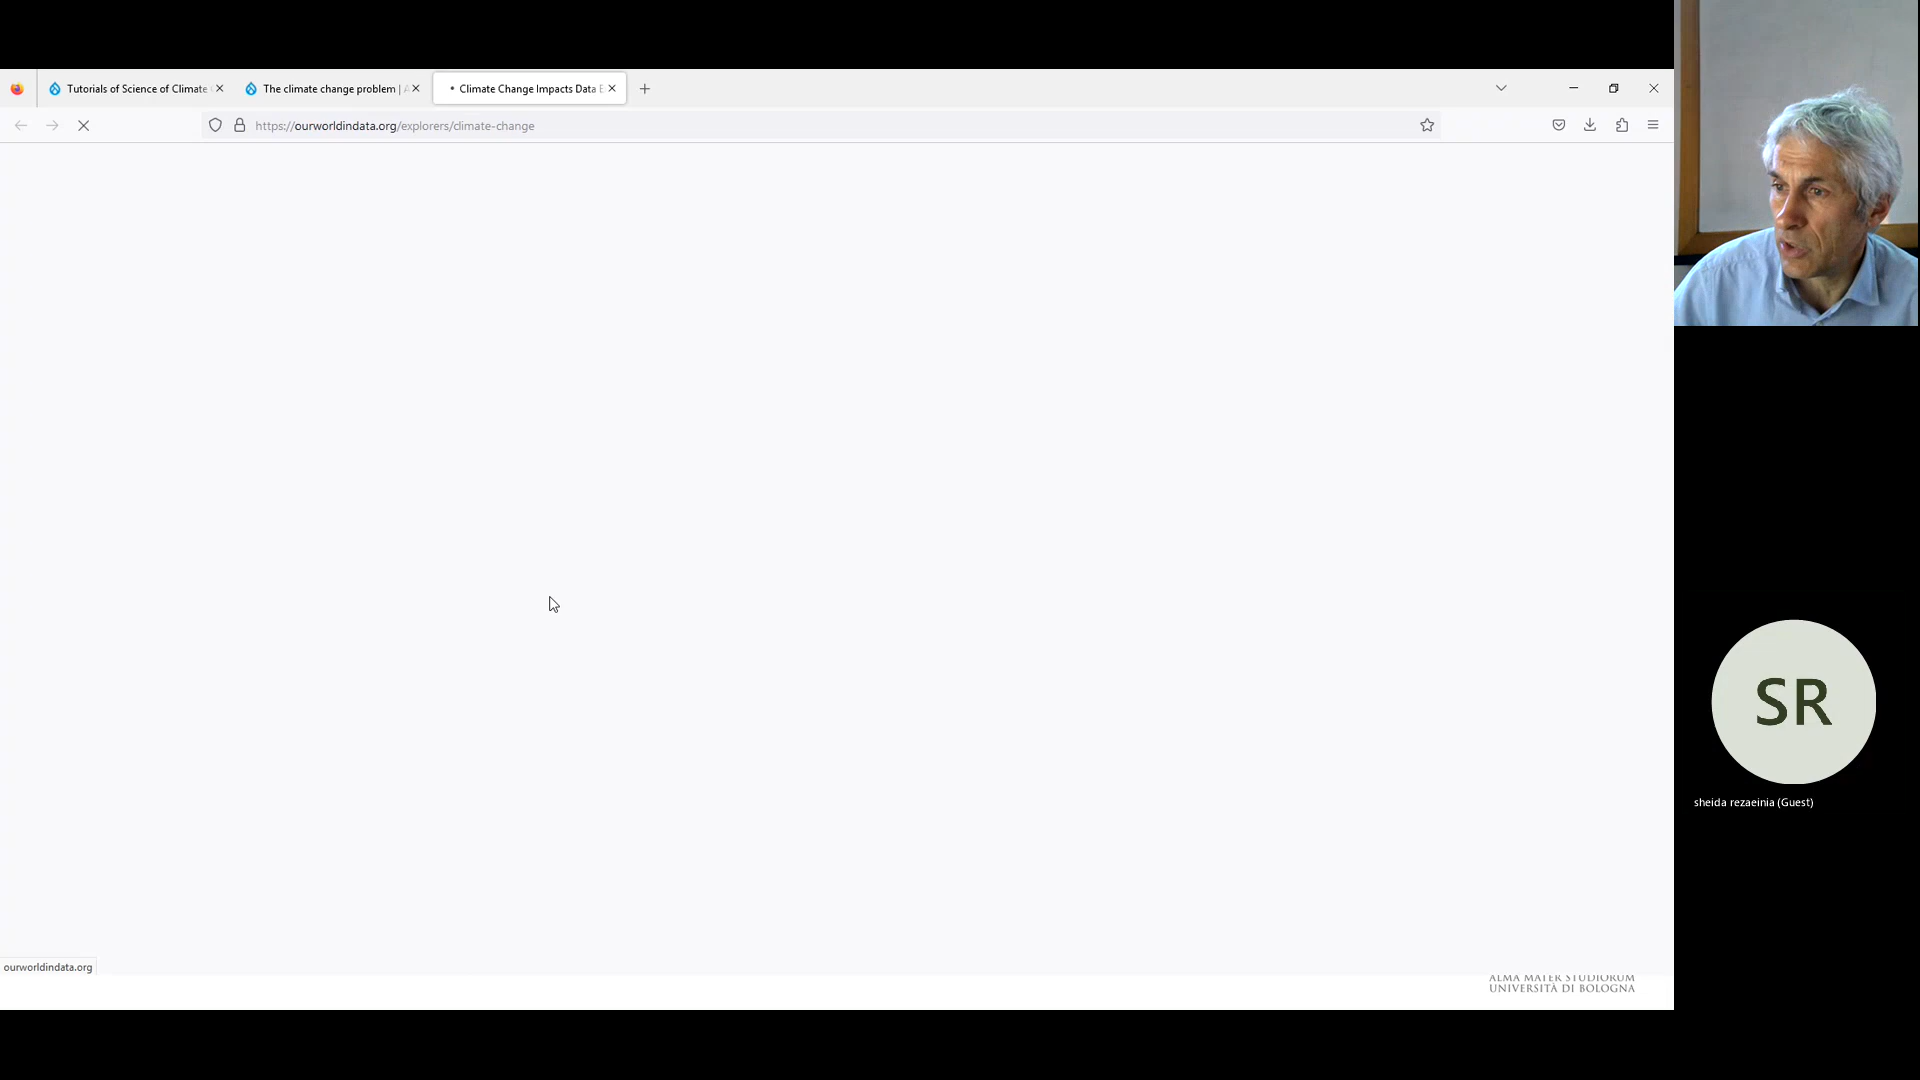 Tutorials of Science of Climate
The climate change problem | A
Climate Change Impacts Data E
https://ourworldindata.org/explorers/climate-change
SR
sheida rezaeinia (Guest)
ourworldindata.org
ALMA MATER STUDIORUM
UNIVERSITÀ DI BOLOGNA